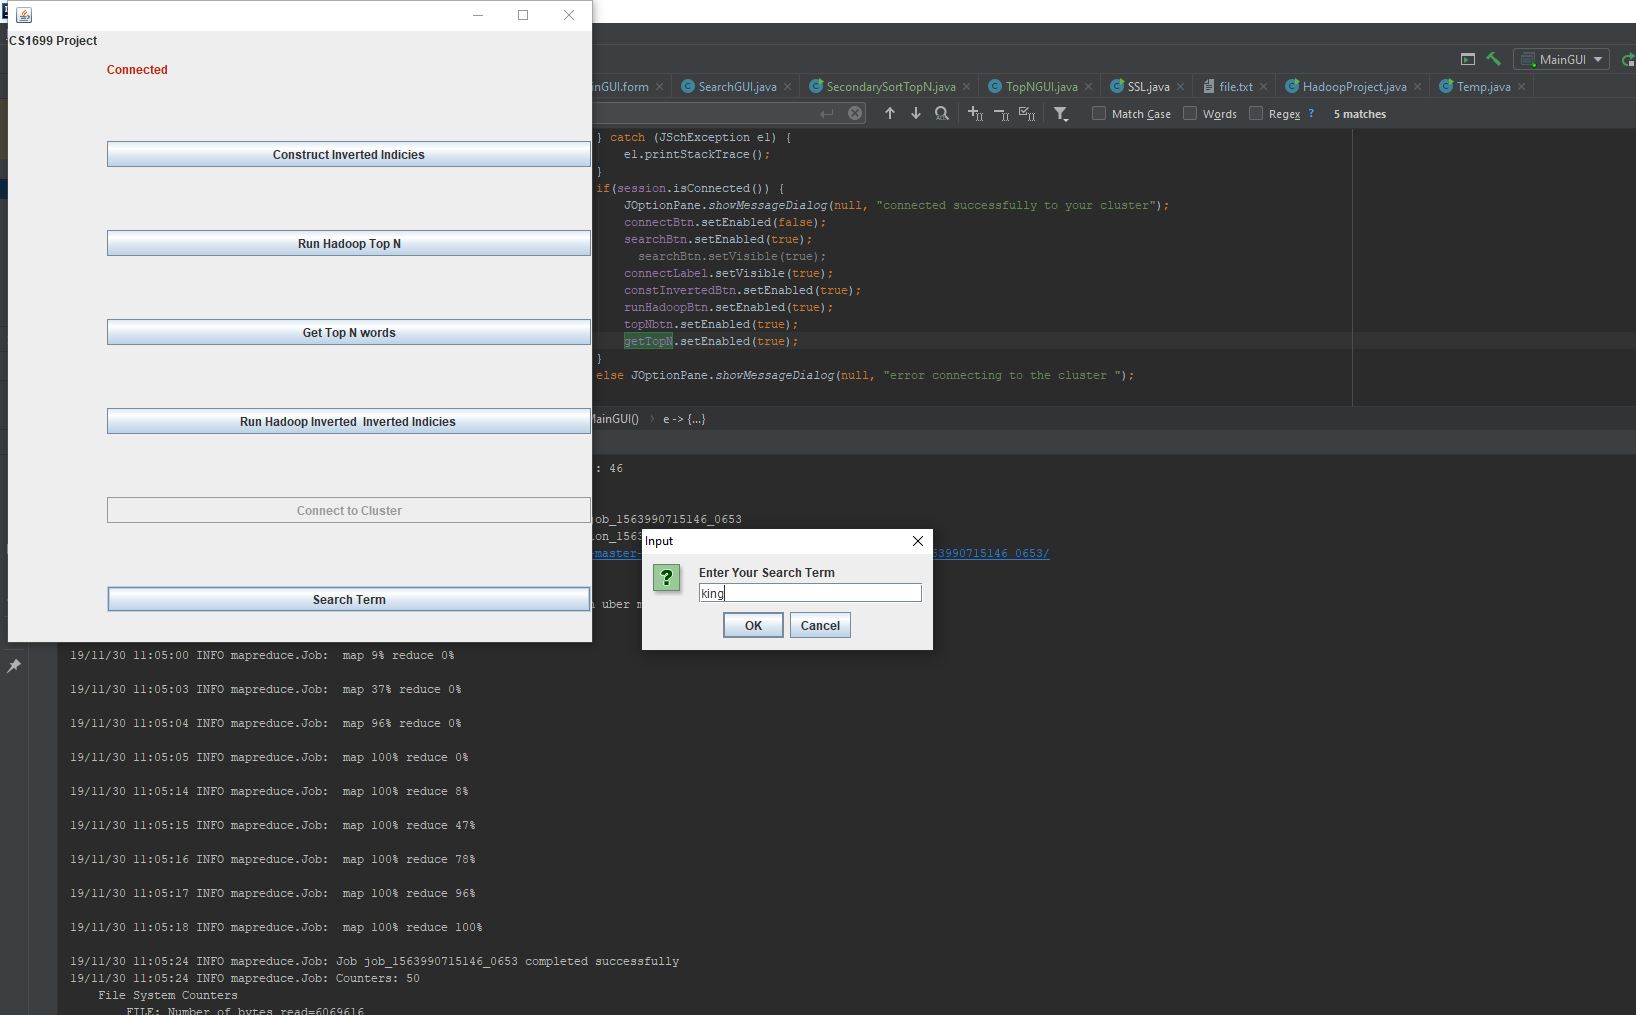 CS1699 Project
Connected
Construct Inverted Indicies
Run Hadoop Top N
Get Top N words
Run Hadoop Inverted  Inverted Indicies
Connect to Cluster
Search Term
MainGUI
inGUI.form
SearchGUI.java
SecondarySortTopN.java
TopNGUI.java
SSL.java
file.txt
HadoopProject.java
Temp.java
Match Case
Words
Regex ?
5 matches
} catch (JSchException e1) {
e1.printStackTrace();
}
if(session.isConnected()) {
JOptionPane.showMessageDialog(null, "connected successfully to your cluster");
connectBtn.setEnabled(false);
searchBtn.setEnabled(true);
searchBtn.setVisible(true);
connectLabel.setVisible(true);
constInvertedBtn.setEnabled(true);
runHadoopBtn.setEnabled(true);
topNbtn.setEnabled(true);
getTopN.setEnabled(true);
}
else JOptionPane.showMessageDialog(null, "error connecting to the cluster ");
MainGUI() › e -> {...}
: 46
job_1563990715146_0653
ion_1563
-master-
63990715146_0653/
n uber m
Input
Enter Your Search Term
king
OK
Cancel
19/11/30 11:05:00 INFO mapreduce.Job:  map 9% reduce 0%
19/11/30 11:05:03 INFO mapreduce.Job:  map 37% reduce 0%
19/11/30 11:05:04 INFO mapreduce.Job:  map 96% reduce 0%
19/11/30 11:05:05 INFO mapreduce.Job:  map 100% reduce 0%
19/11/30 11:05:14 INFO mapreduce.Job:  map 100% reduce 8%
19/11/30 11:05:15 INFO mapreduce.Job:  map 100% reduce 47%
19/11/30 11:05:16 INFO mapreduce.Job:  map 100% reduce 78%
19/11/30 11:05:17 INFO mapreduce.Job:  map 100% reduce 96%
19/11/30 11:05:18 INFO mapreduce.Job:  map 100% reduce 100%
19/11/30 11:05:24 INFO mapreduce.Job: Job job_1563990715146_0653 completed successfully
19/11/30 11:05:24 INFO mapreduce.Job: Counters: 50
File System Counters
FILE: Number of bytes read=6069616